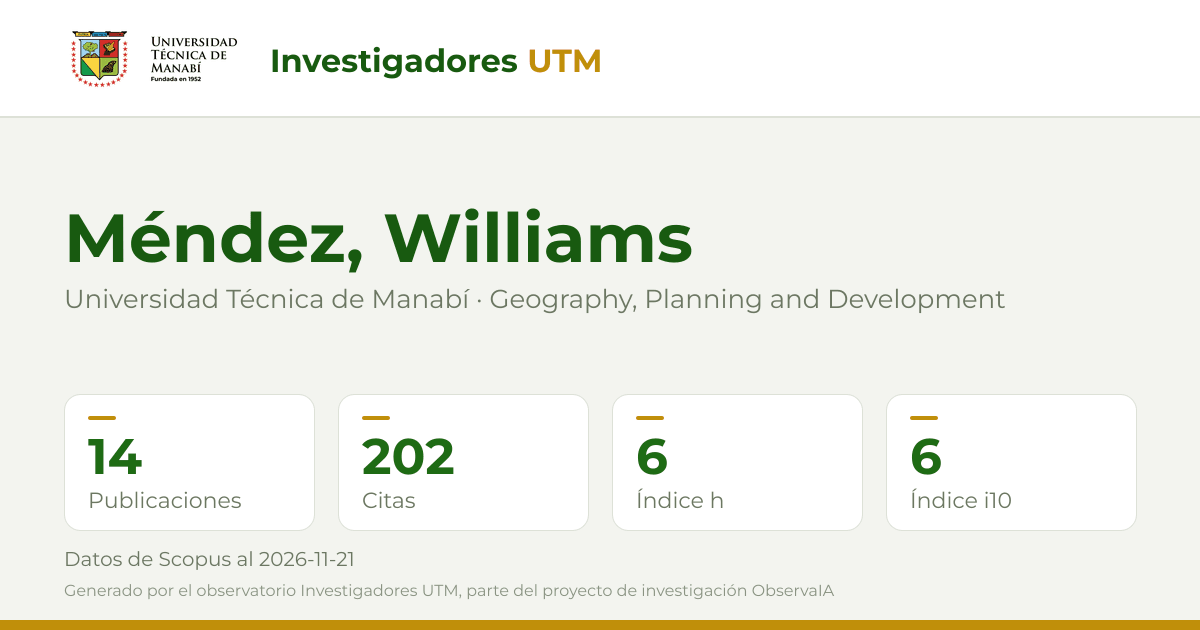 UNIVERSIDAD
TÉCNICA DE
MANABÍ
Fundada en 1952
Investigadores UTM
Méndez, Williams
Universidad Técnica de Manabí · Geography, Planning and Development
14
Publicaciones
202
Citas
6
Índice h
6
Índice i10
Datos de Scopus al 2026-11-21
Generado por el observatorio Investigadores UTM, parte del proyecto de investigación ObservaIA